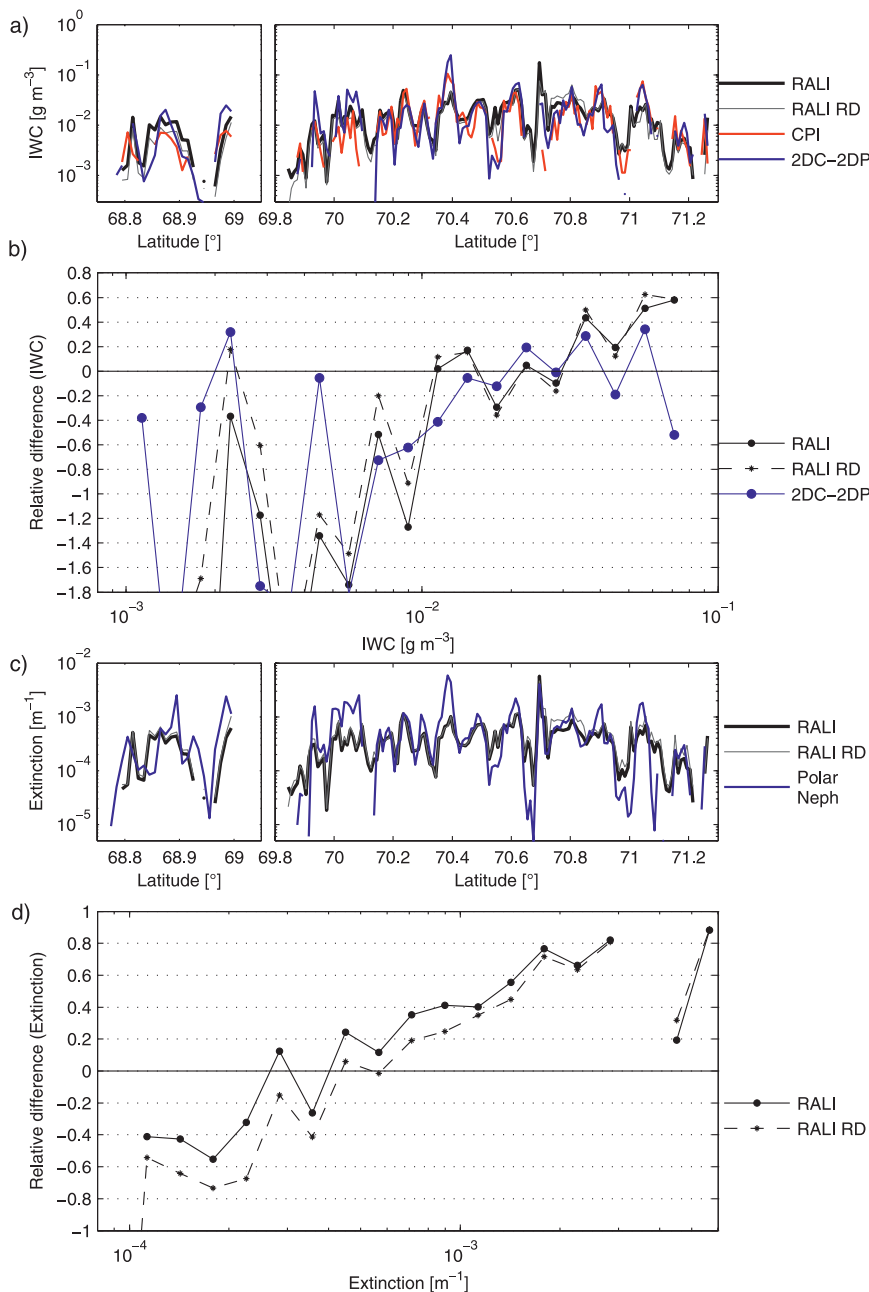 a)
10⁰
10⁻¹
10⁻²
10⁻³
IWC [g m⁻³]
68.8 68.9 69 69.8 70 70.2 70.4 70.6 70.8 71 71.2
Latitude [°] Latitude [°]
RALI
RALI RD
CPI
2DC−2DP
b)
0.8
0.6
0.4
0.2
0
−0.2
−0.4
−0.6
−0.8
−1
−1.2
−1.4
−1.6
−1.8
Relative difference (IWC)
10⁻³ 10⁻² 10⁻¹
IWC [g m⁻³]
RALI
RALI RD
2DC−2DP
c)
10⁻²
10⁻³
10⁻⁴
10⁻⁵
Extinction [m⁻¹]
68.8 68.9 69 69.8 70 70.2 70.4 70.6 70.8 71 71.2
Latitude [°] Latitude [°]
RALI
RALI RD
Polar
Neph
d)
1
0.8
0.6
0.4
0.2
0
−0.2
−0.4
−0.6
−0.8
−1
Relative difference (Extinction)
10⁻⁴ 10⁻³
Extinction [m⁻¹]
RALI
RALI RD